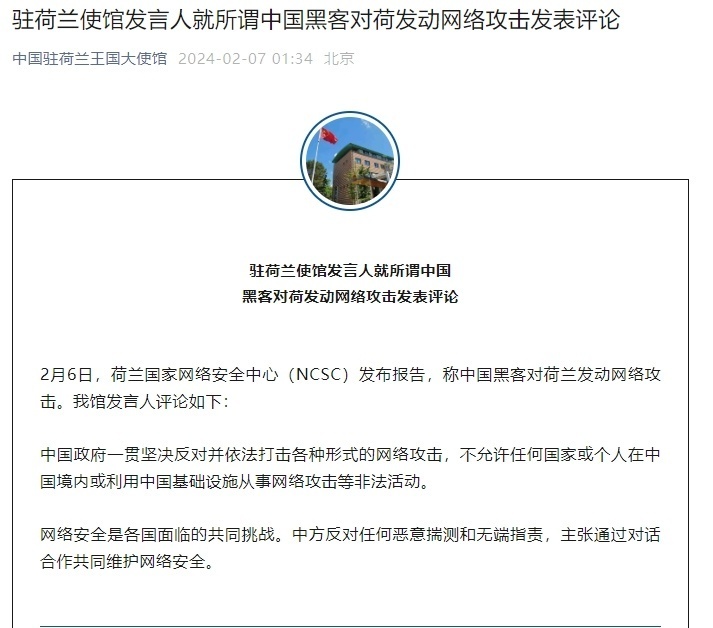 驻荷兰使馆发言人就所谓中国黑客对荷发动网络攻击发表评论
中国驻荷兰王国大使馆 2024-02-07 01:34 北京
驻荷兰使馆发言人就所谓中国
黑客对荷发动网络攻击发表评论
2月6日，荷兰国家网络安全中心（NCSC）发布报告，称中国黑客对荷兰发动网络攻
击。我馆发言人评论如下：
中国政府一贯坚决反对并依法打击各种形式的网络攻击，不允许任何国家或个人在中
国境内或利用中国基础设施从事网络攻击等非法活动。
网络安全是各国面临的共同挑战。中方反对任何恶意揣测和无端指责，主张通过对话
合作共同维护网络安全。